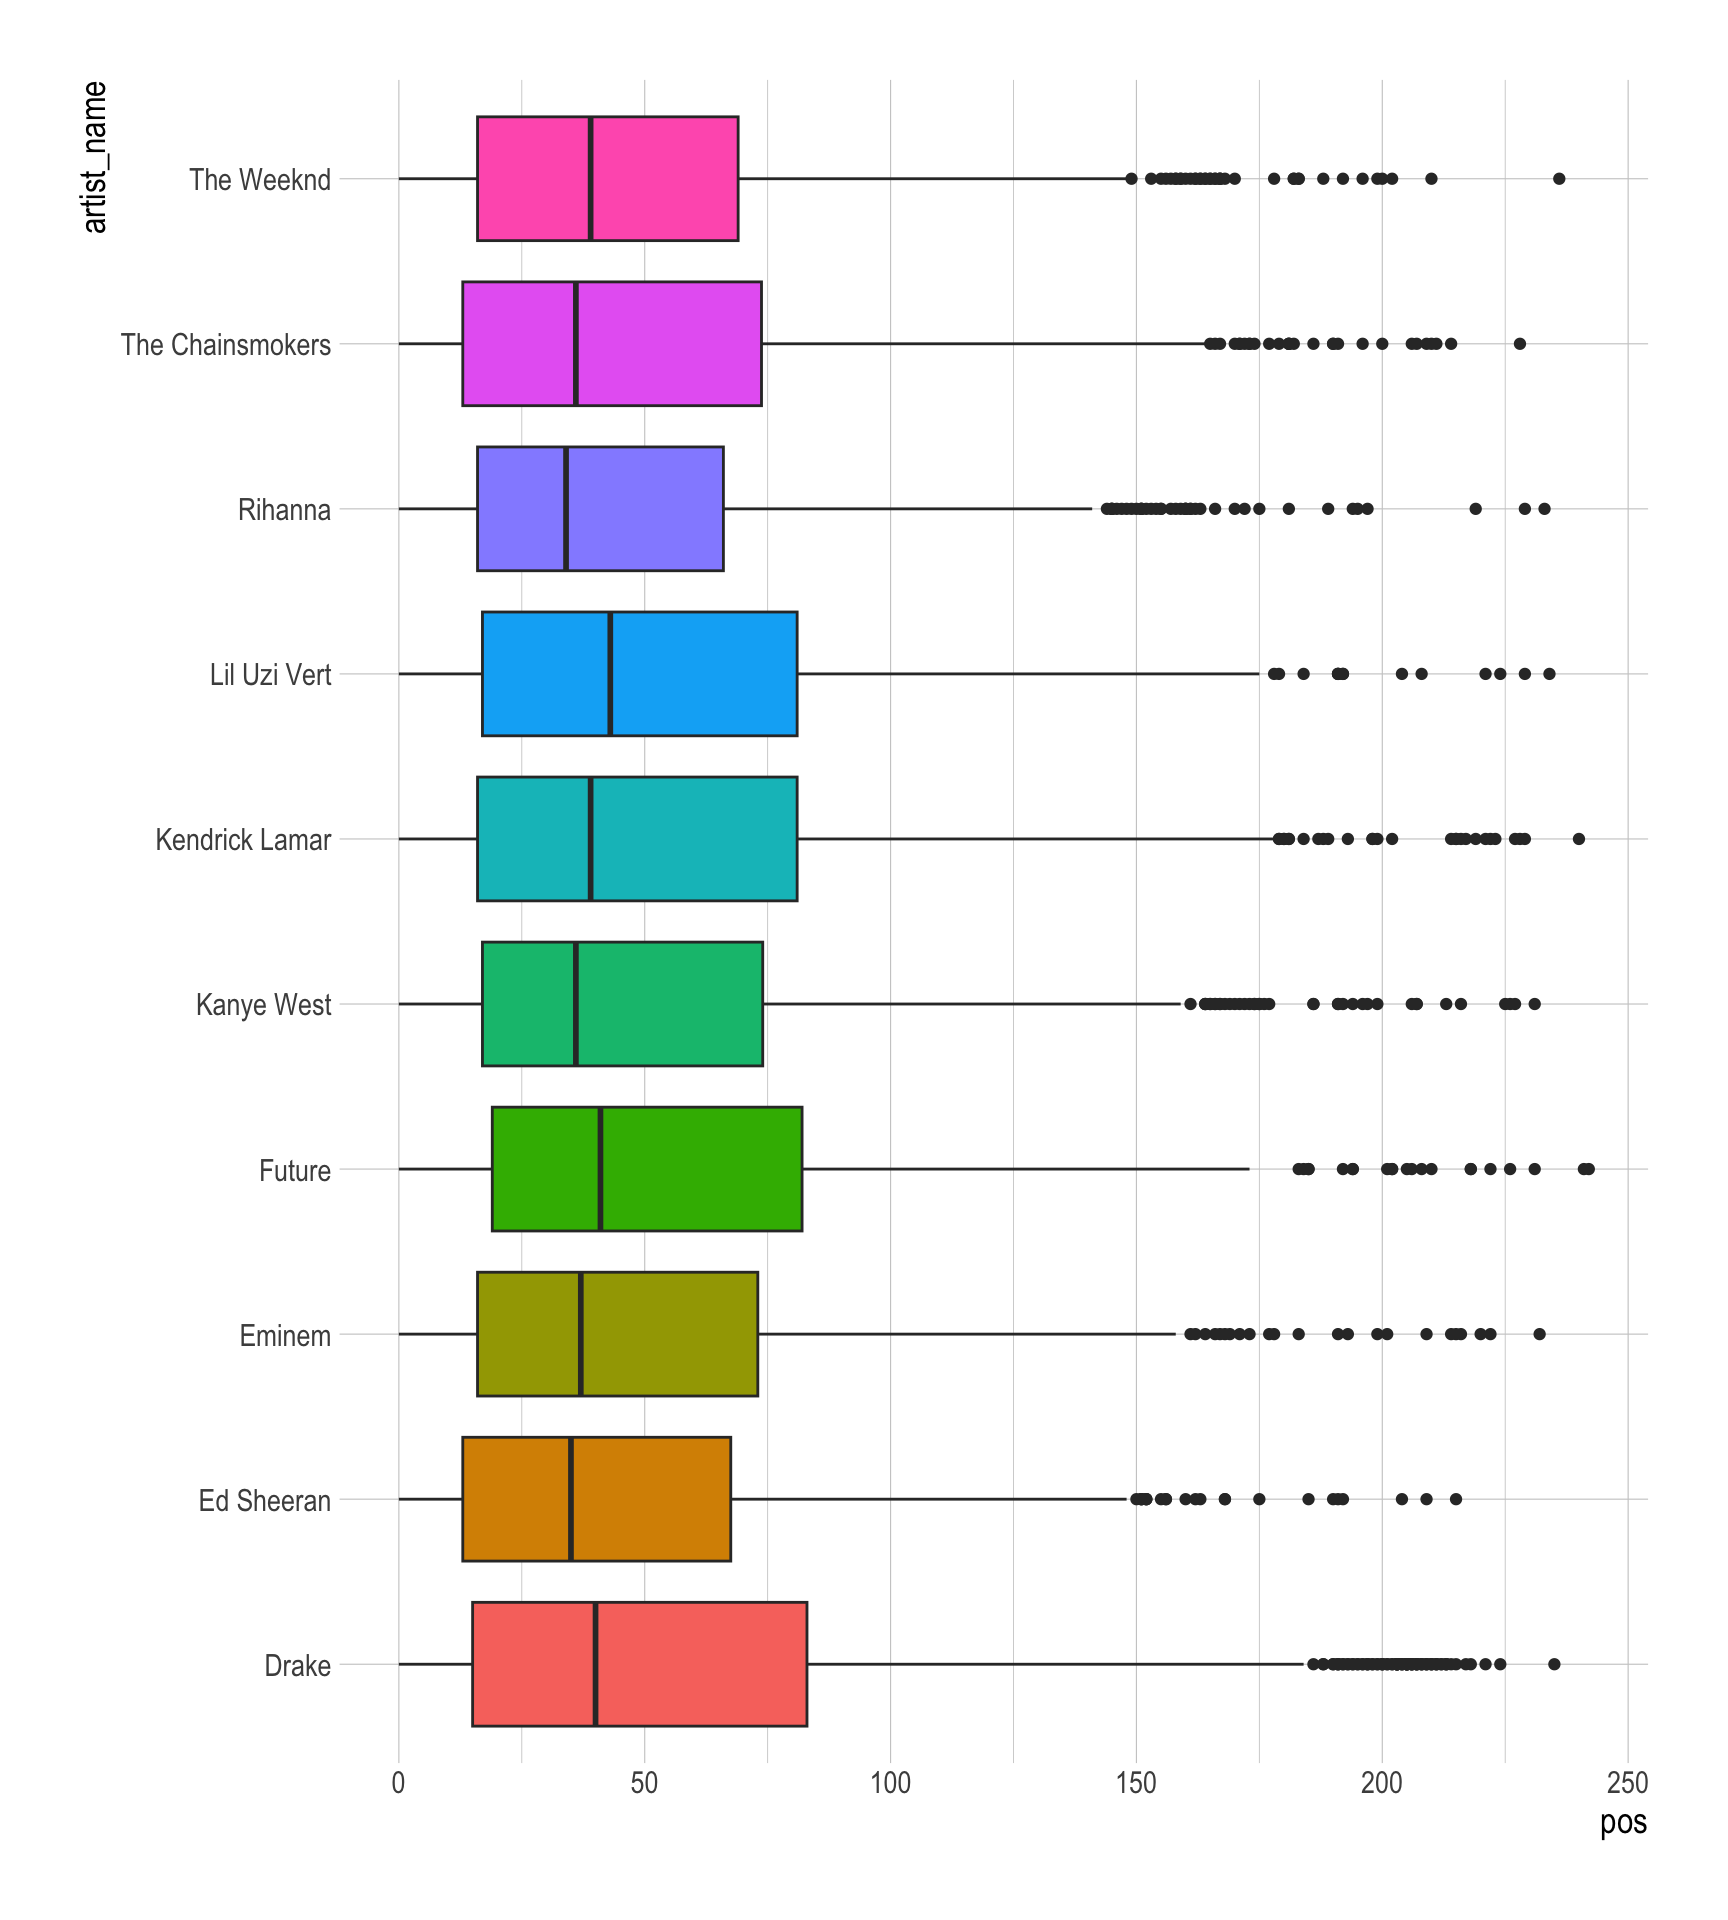 artist_name
The Weeknd
The Chainsmokers
Rihanna
Lil Uzi Vert
Kendrick Lamar
Kanye West
Future
Eminem
Ed Sheeran
Drake
0 50 100 150 200 250
pos